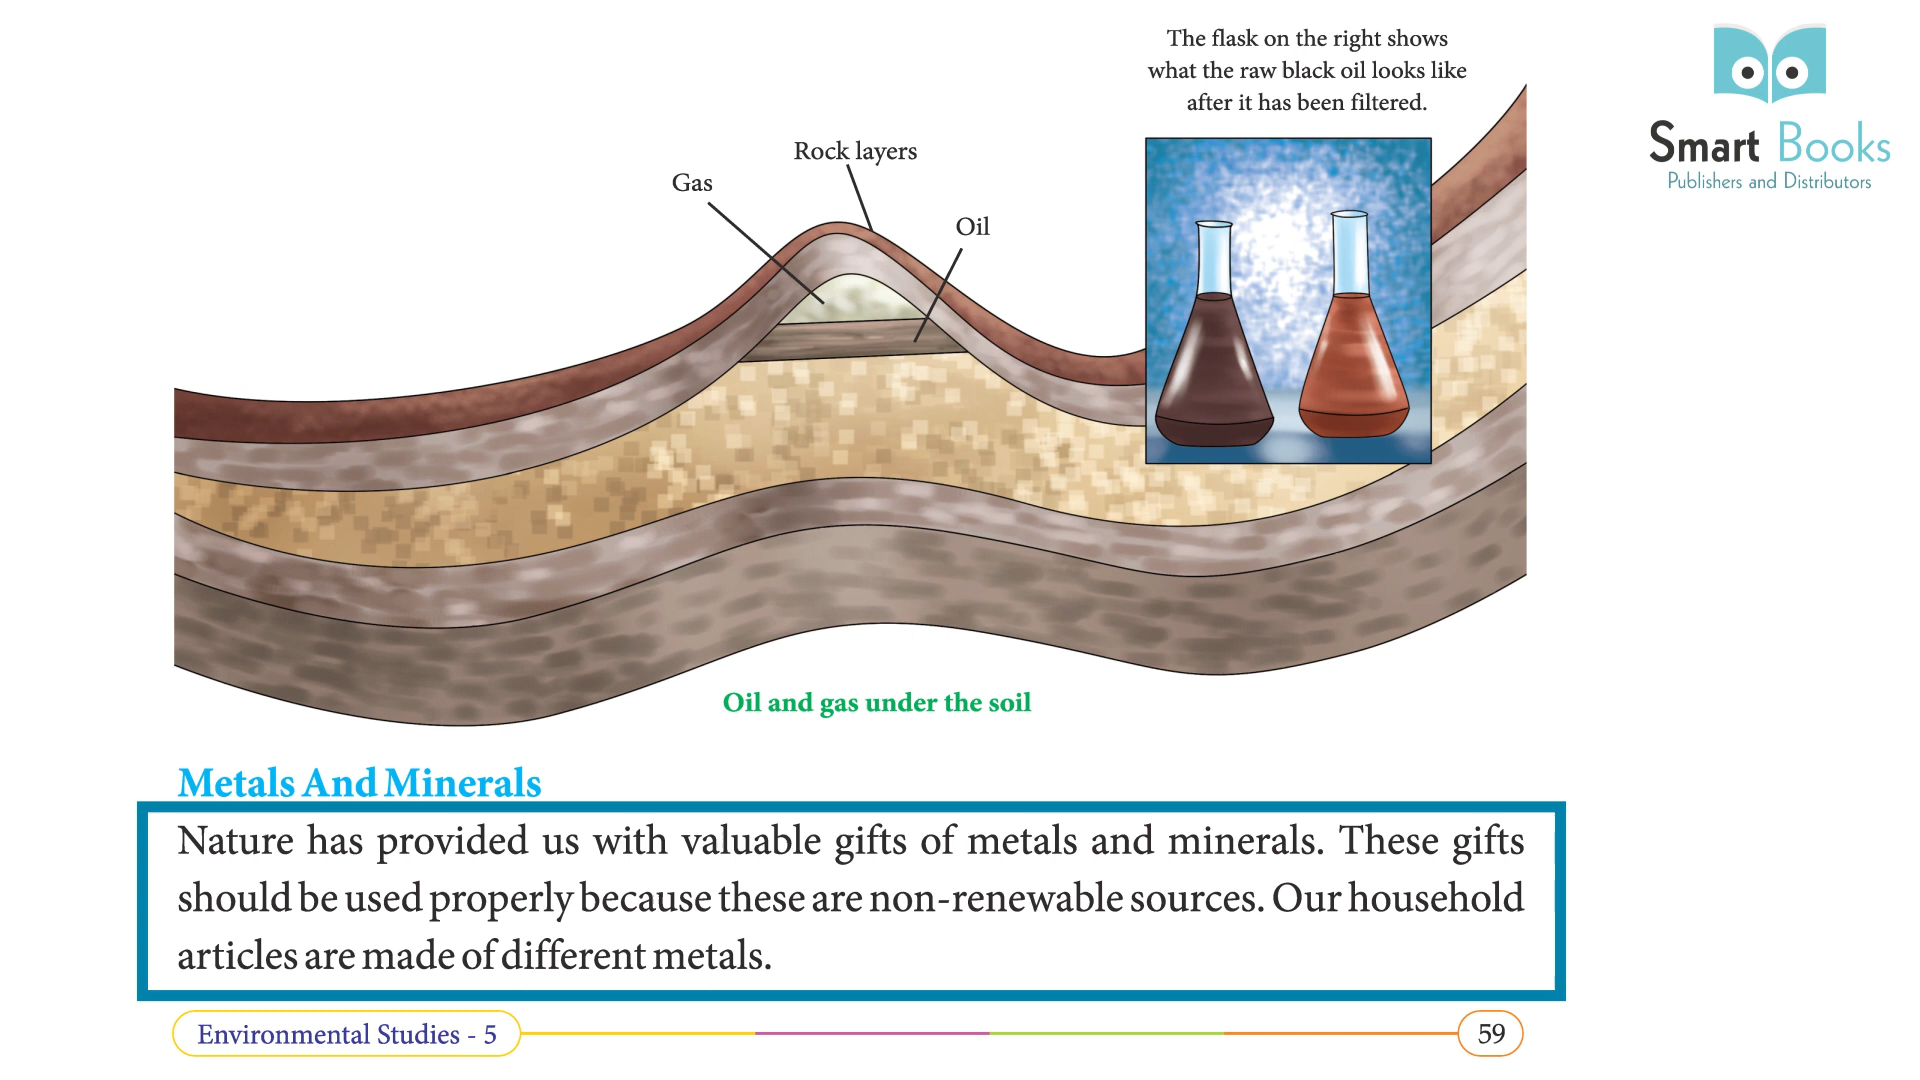 The flask on the right shows
what the raw black oil looks like
after it has been filtered.
Smart Books
Publishers and Distributors
Rock layers
Gas
Oil
Oil and gas under the soil
Metals And Minerals
Nature has provided us with valuable gifts of metals and minerals. These gifts
should be used properly because these are non-renewable sources. Our household
articles are made of different metals.
Environmental Studies - 5
59